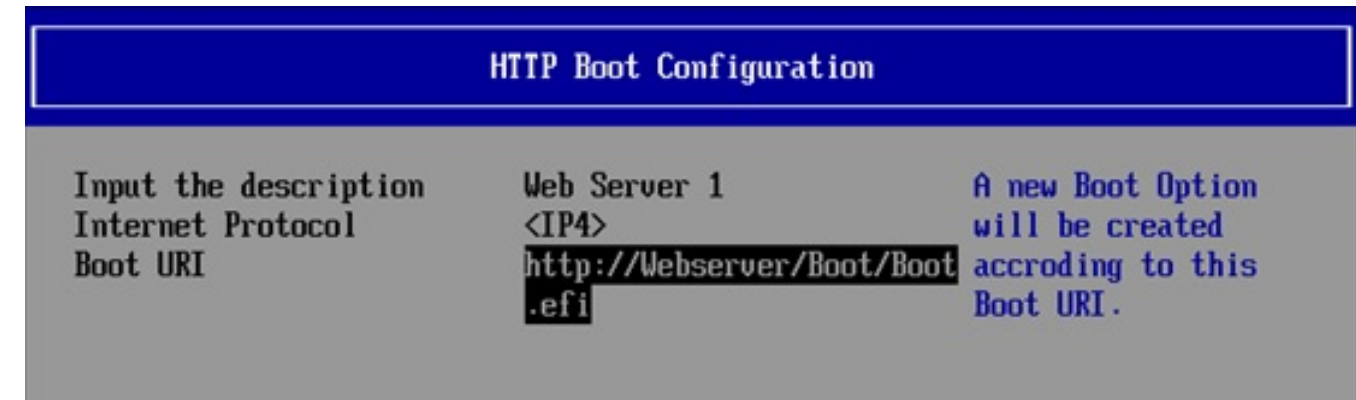 HTTP Boot Configuration
Input the description Web Server 1 A new Boot Option
Internet Protocol <IP4> will be created
Boot URI http://Webserver/Boot/Boot accroding to this
.efi Boot URI.